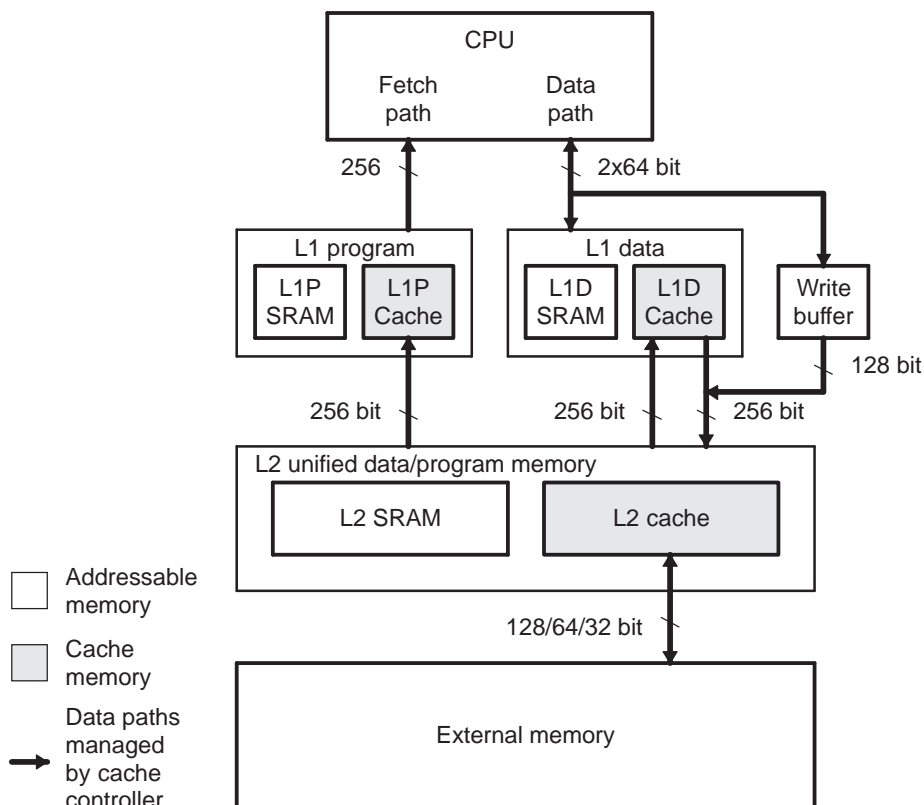 CPU
Fetch
path
Data
path
256
2x64 bit
L1 program
L1P
SRAM
L1P
Cache
L1 data
L1D
SRAM
L1D
Cache
Write
buffer
128 bit
256 bit
256 bit
256 bit
L2 unified data/program memory
L2 SRAM
L2 cache
128/64/32 bit
External memory
Addressable
memory
Cache
memory
Data paths
managed
by cache
controller